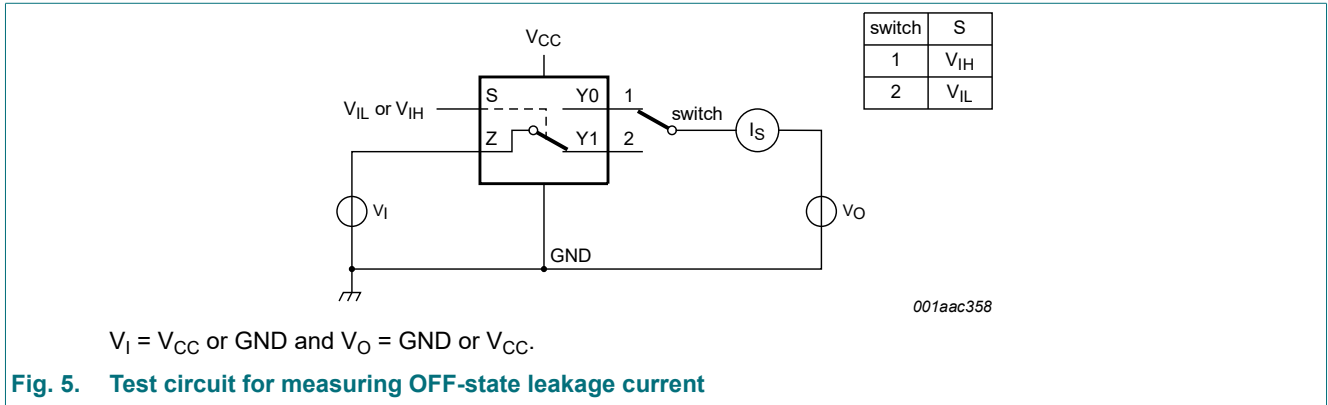 switch S
1 VIH
2 VIL
VCC
S Y0 1
switch
VIL or VIH
IS
Z Y1 2
VI
VO
GND
001aac358
VI = VCC or GND and VO = GND or VCC.
Fig. 5. Test circuit for measuring OFF-state leakage current